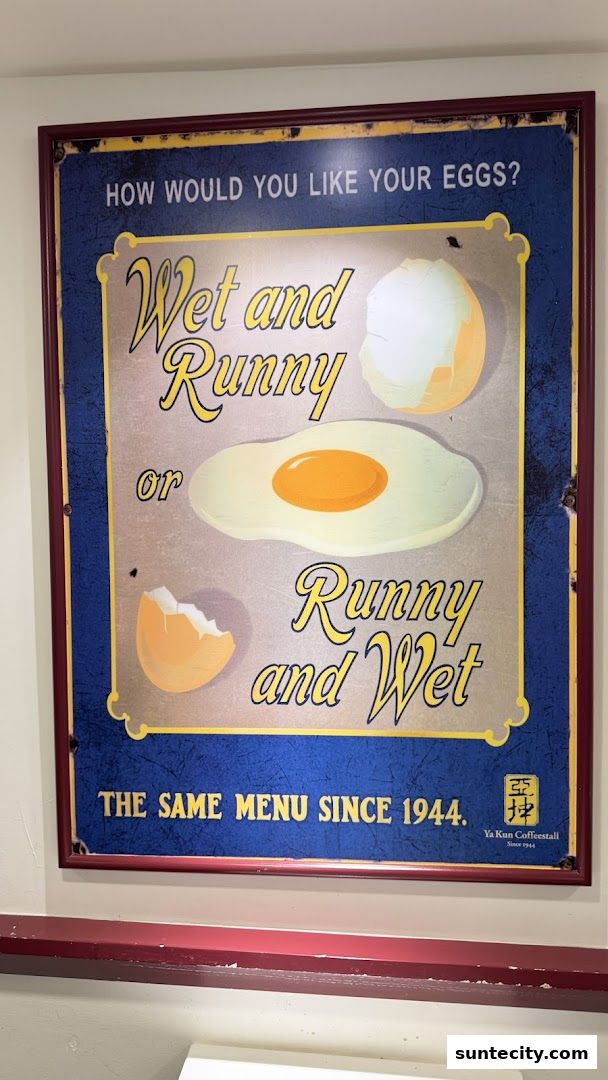 HOW WOULD YOU LIKE YOUR EGGS?
Wet and
Runny
or
Runny
and Wet
THE SAME MENU SINCE 1944.
亞
坤
Ya Kun Coffeestall
Since 1944
suntecity.com